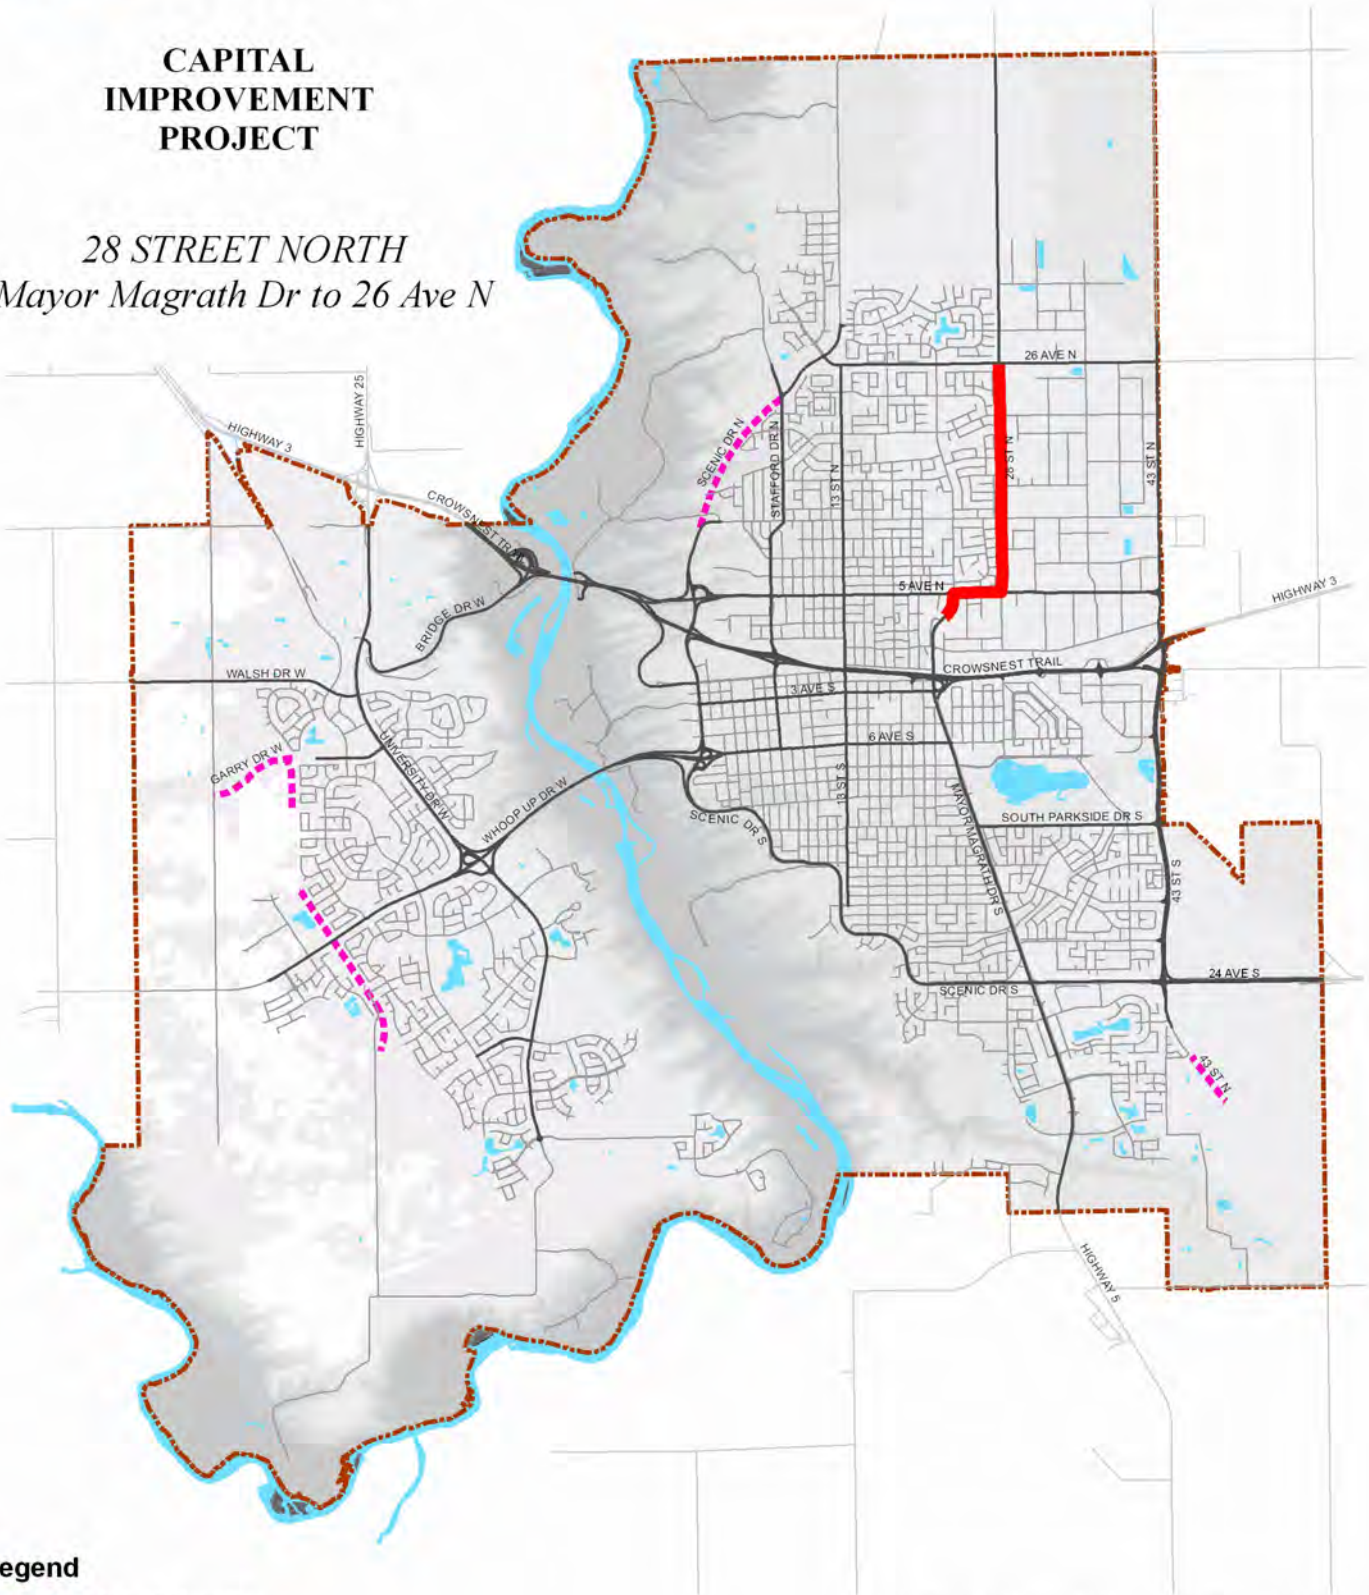 CAPITAL
IMPROVEMENT
PROJECT
28 STREET NORTH
Mayor Magrath Dr to 26 Ave N
26 AVE N
HIGHWAY 25
HIGHWAY 3
SCENIC DR N
STAFFORD DR N
13 ST N
28 ST N
43 ST N
CROWSNEST TRAIL
5 AVE N
HIGHWAY 3
BRIDGE DR W
CROWSNEST TRAIL
WALSH DR W
3 AVE S
6 AVE S
GARRY DR W
UNIVERSITY DR W
WHOOP UP DR W
13 ST S
MAYOR MAGRATH DR S
SCENIC DR S
SOUTH PARKSIDE DR S
43 ST S
24 AVE S
SCENIC DR S
43 ST N
HIGHWAY 5
egend